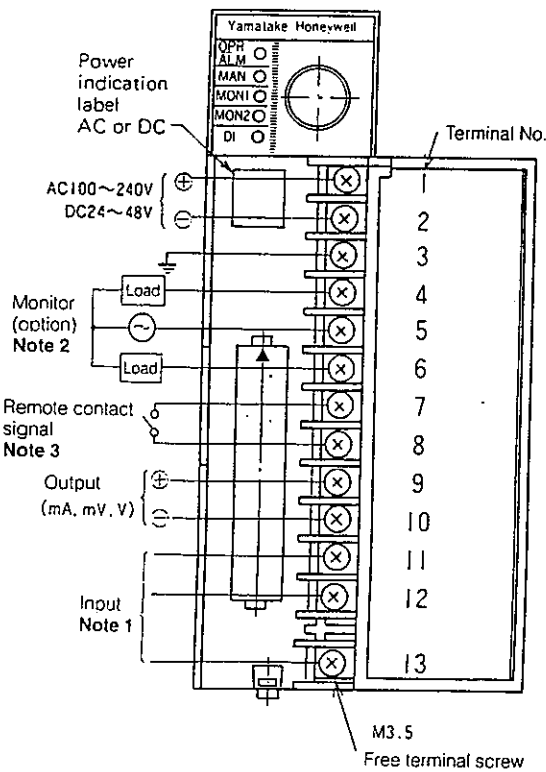 Yamatake Honeywell
OPR
ALM
MAN
MON1
MON2
DI
Power
indication
label
AC or DC
Terminal No.
AC100～240V
DC24～48V
⊕
⊖
Monitor
(option)
Note 2
Load
Load
Remote contact
signal
Note 3
Output
(mA, mV, V)
⊕
⊖
Input
Note 1
1
2
3
4
5
6
7
8
9
10
11
12
13
M3.5
Free terminal screw